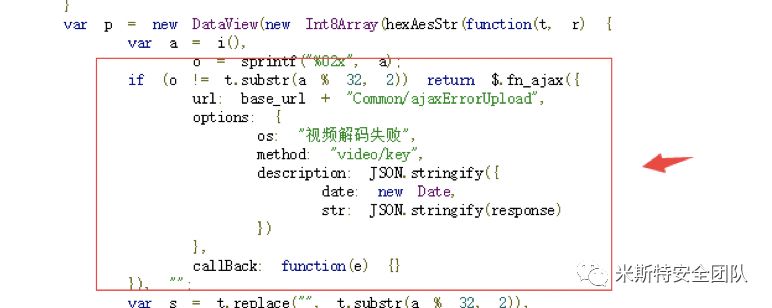 }
var p = new DataView(new Int8Array(hexAesStr(function(t, r) {
var a = i(),
o = sprintf("%02x", a);
if (o != t.substr(a % 32, 2)) return $.fn_ajax({
url: base_url + "Common/ajaxErrorUpload",
options: {
os: "视频解码失败",
method: "video/key",
description: JSON.stringify({
date: new Date,
str: JSON.stringify(response)
})
},
callBack: function(e) {}
}), "";
var s = t.replace("", t.substr(a % 32, 2)),
米斯特安全团队